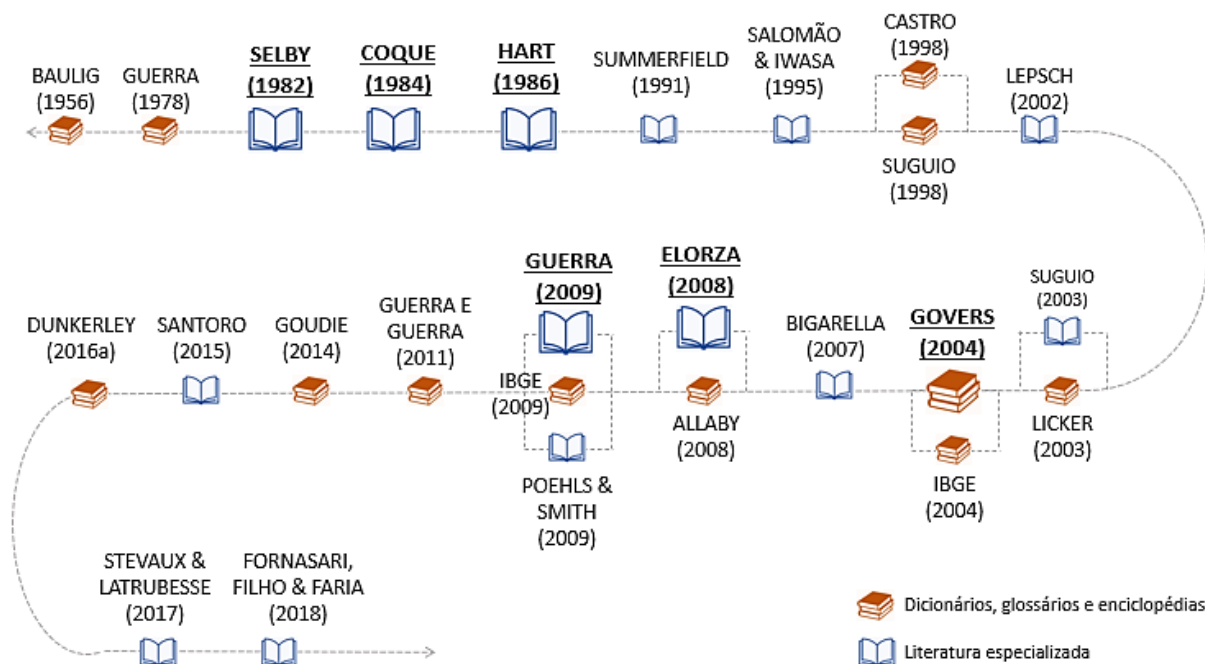 BAULIG
(1956)
GUERRA
(1978)
SELBY
(1982)
COQUE
(1984)
HART
(1986)
SUMMERFIELD
(1991)
SALOMÃO
& IWASA
(1995)
CASTRO
(1998)
SUGUIO
(1998)
LEPSCH
(2002)
DUNKERLEY
(2016a)
SANTORO
(2015)
GOUDIE
(2014)
GUERRA E
GUERRA
(2011)
GUERRA
(2009)
IBGE
(2009)
POEHLS &
SMITH
(2009)
ELORZA
(2008)
ALLABY
(2008)
BIGARELLA
(2007)
GOVERS
(2004)
IBGE
(2004)
SUGUIO
(2003)
LICKER
(2003)
STEVAUX &
LATRUBESSE
(2017)
FORNASARI,
FILHO & FARIA
(2018)
Dicionários, glossários e enciclopédias
Literatura especializada